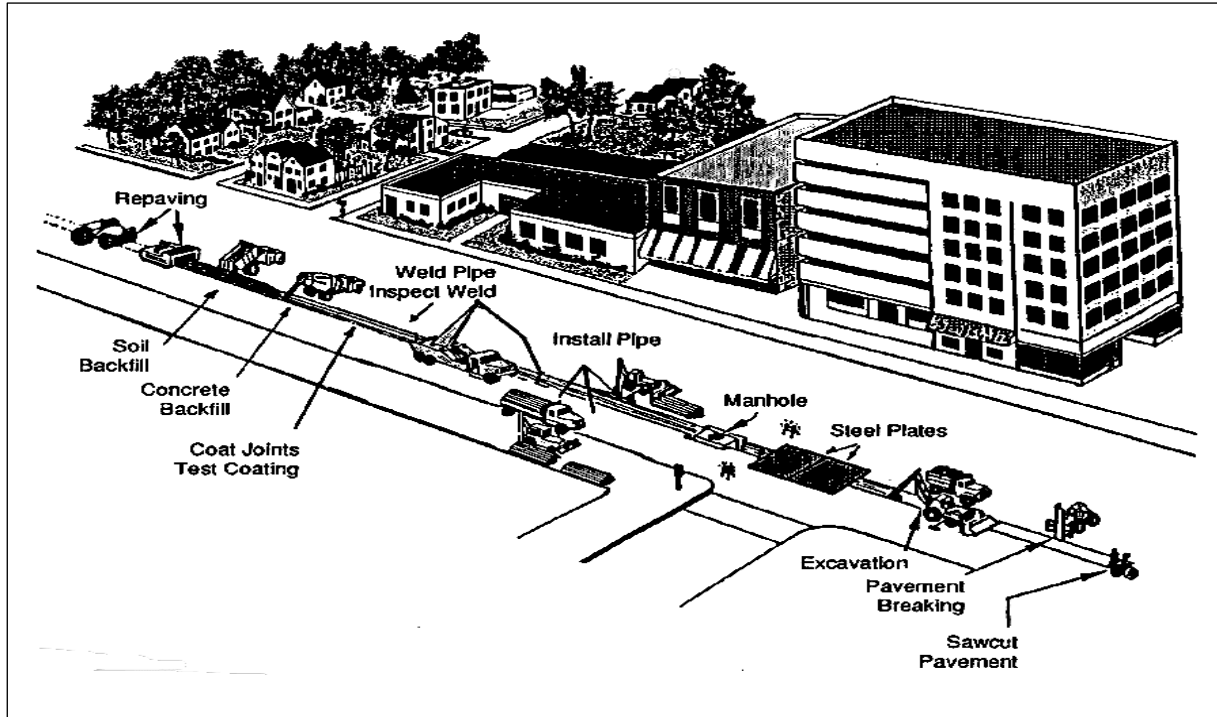 Repaving
Weld Pipe
Inspect Weld
Install Pipe
Soil
Backfill
Concrete
Backfill
Manhole
Coat Joints
Test Coating
Steel Plates
Excavation
Pavement
Breaking
Sawcut
Pavement